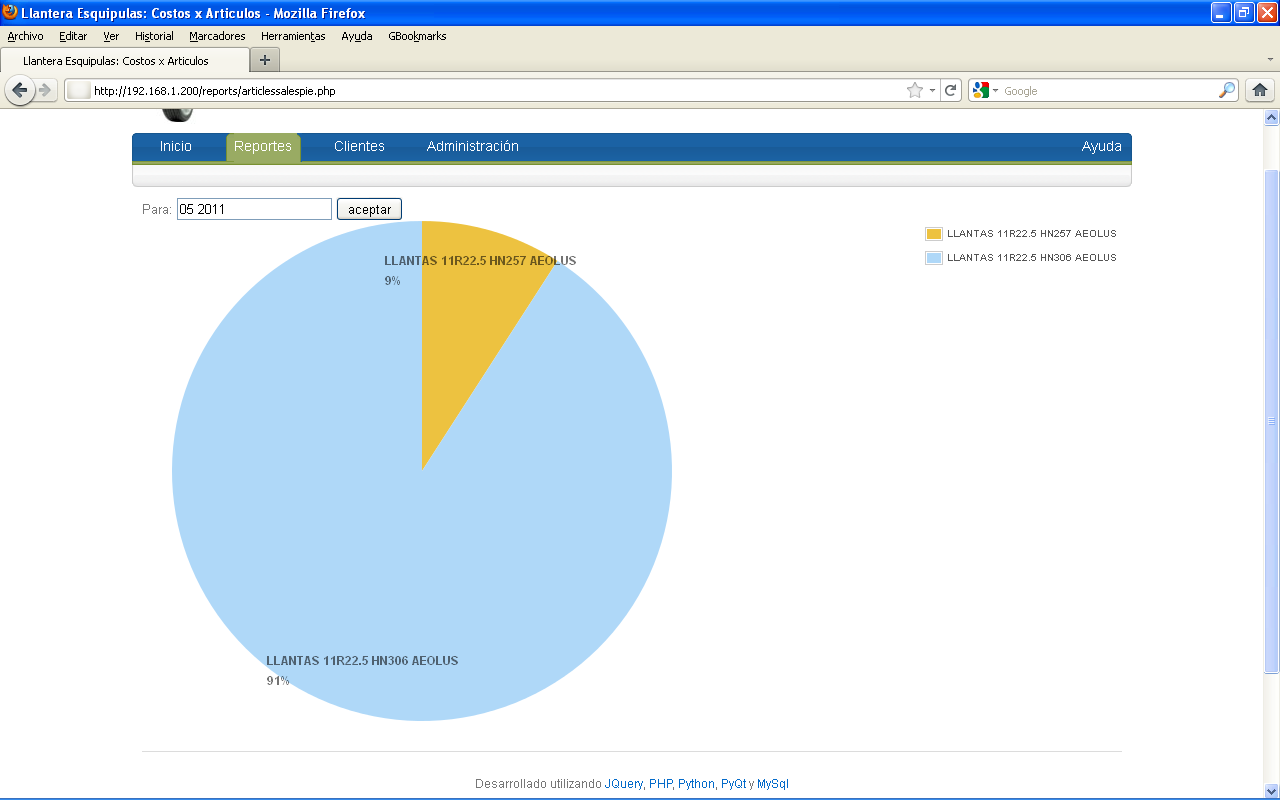 Llantera Esquipulas: Costos x Articulos - Mozilla Firefox
Archivo Editar Ver Historial Marcadores Herramientas Ayuda GBookmarks
Llantera Esquipulas: Costos x Articulos
http://192.168.1.200/reports/articlessalespie.php Google
Inicio Reportes Clientes Administración Ayuda
Para: 05 2011 aceptar
LLANTAS 11R22.5 HN257 AEOLUS
LLANTAS 11R22.5 HN306 AEOLUS
LLANTAS 11R22.5 HN257 AEOLUS
9%
LLANTAS 11R22.5 HN306 AEOLUS
91%
Desarrollado utilizando JQuery, PHP, Python, PyQt y MySql